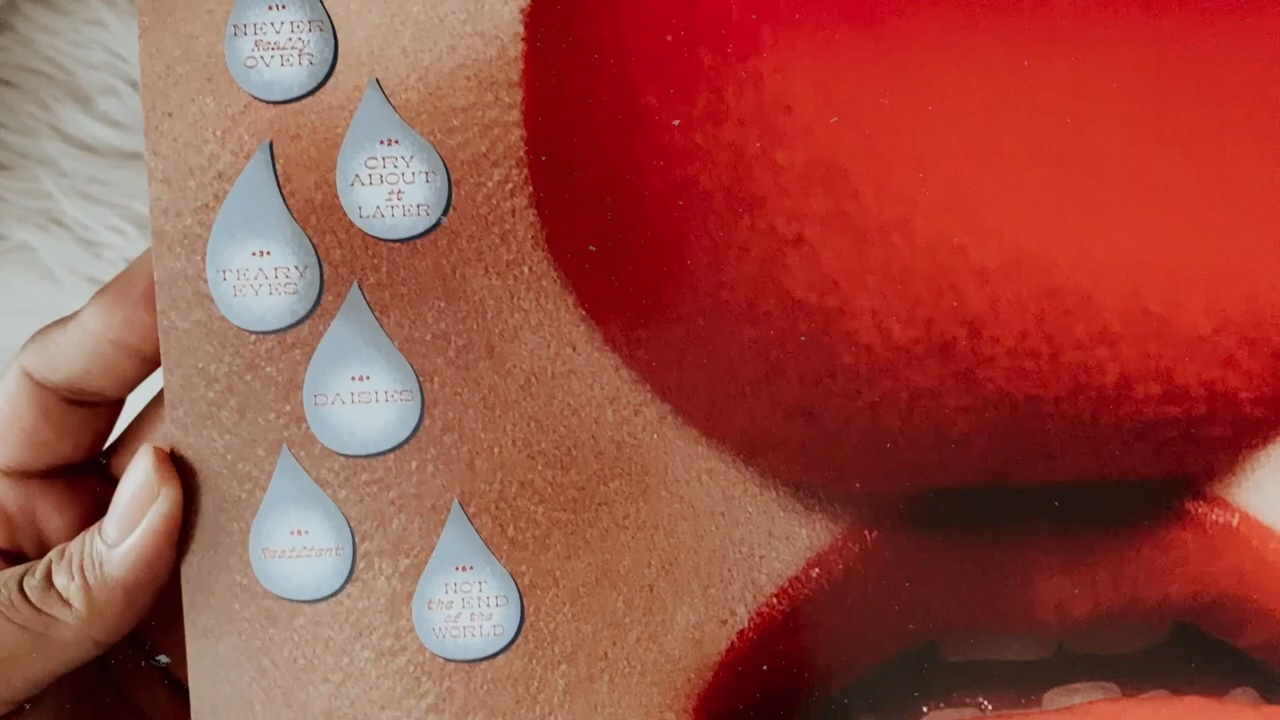 *1*
NEVER
Really
OVER
*2*
CRY
ABOUT
it
LATER
*3*
TEARY
EYES
*4*
DAISIES
*5*
Resilient
*6*
NOT
the END
of the
WORLD